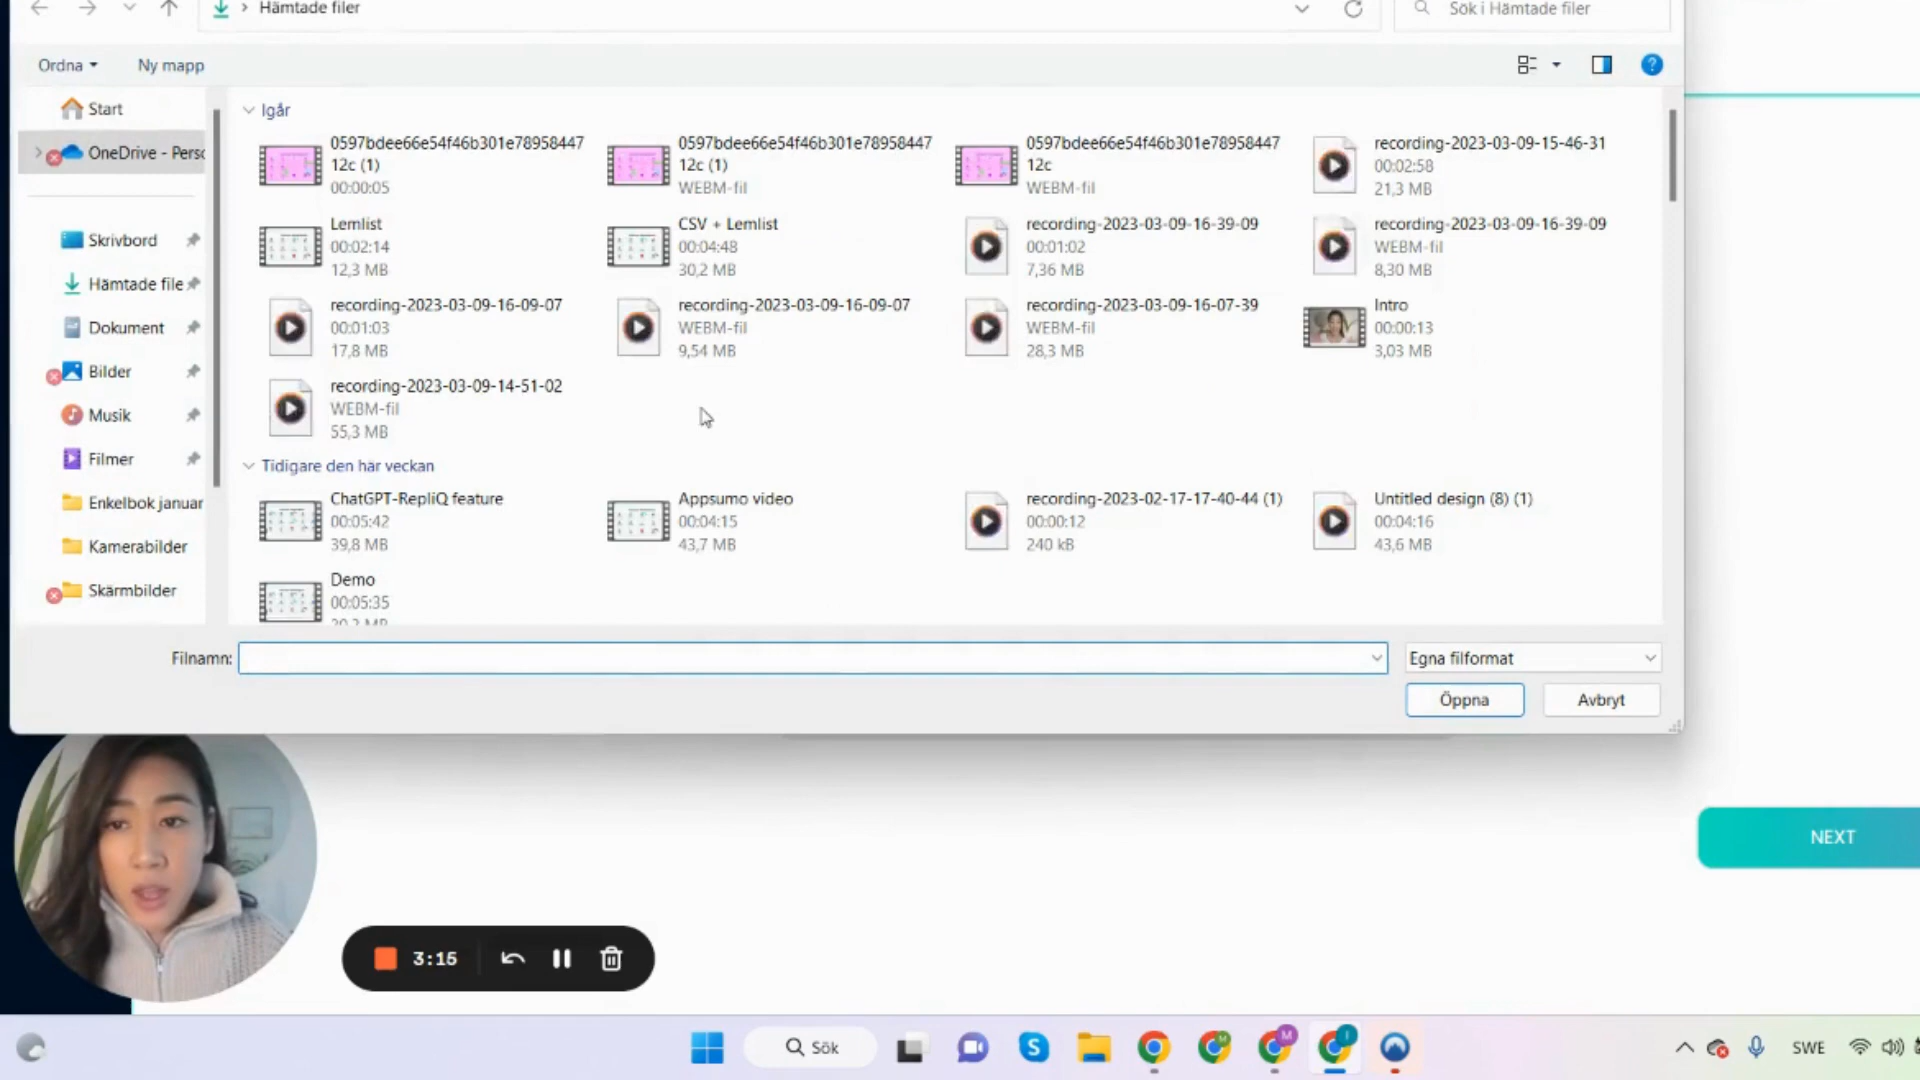 Hämtade filer
Sök i Hämtade filer
Ordna
Ny mapp
Start
OneDrive - Perso
Skrivbord
Hämtade file
Dokument
Bilder
Musik
Filmer
Enkelbok januar
Kamerabilder
Skärmbilder
Igår
0597bdee66e54f46b301e78958447
12c (1)
00:00:05
0597bdee66e54f46b301e78958447
12c (1)
WEBM-fil
0597bdee66e54f46b301e78958447
12c
WEBM-fil
recording-2023-03-09-15-46-31
00:02:58
21,3 MB
Lemlist
00:02:14
12,3 MB
CSV + Lemlist
00:04:48
30,2 MB
recording-2023-03-09-16-39-09
00:01:02
7,36 MB
recording-2023-03-09-16-39-09
WEBM-fil
8,30 MB
recording-2023-03-09-16-09-07
00:01:03
17,8 MB
recording-2023-03-09-16-09-07
WEBM-fil
9,54 MB
recording-2023-03-09-16-07-39
WEBM-fil
28,3 MB
Intro
00:00:13
3,03 MB
recording-2023-03-09-14-51-02
WEBM-fil
55,3 MB
Tidigare den här veckan
ChatGPT-RepliQ feature
00:05:42
39,8 MB
Appsumo video
00:04:15
43,7 MB
recording-2023-02-17-17-40-44 (1)
00:00:12
240 kB
Untitled design (8) (1)
00:04:16
43,6 MB
Demo
00:05:35
Filnamn:
Egna filformat
Öppna
Avbryt
NEXT
3:15
Sök
SWE